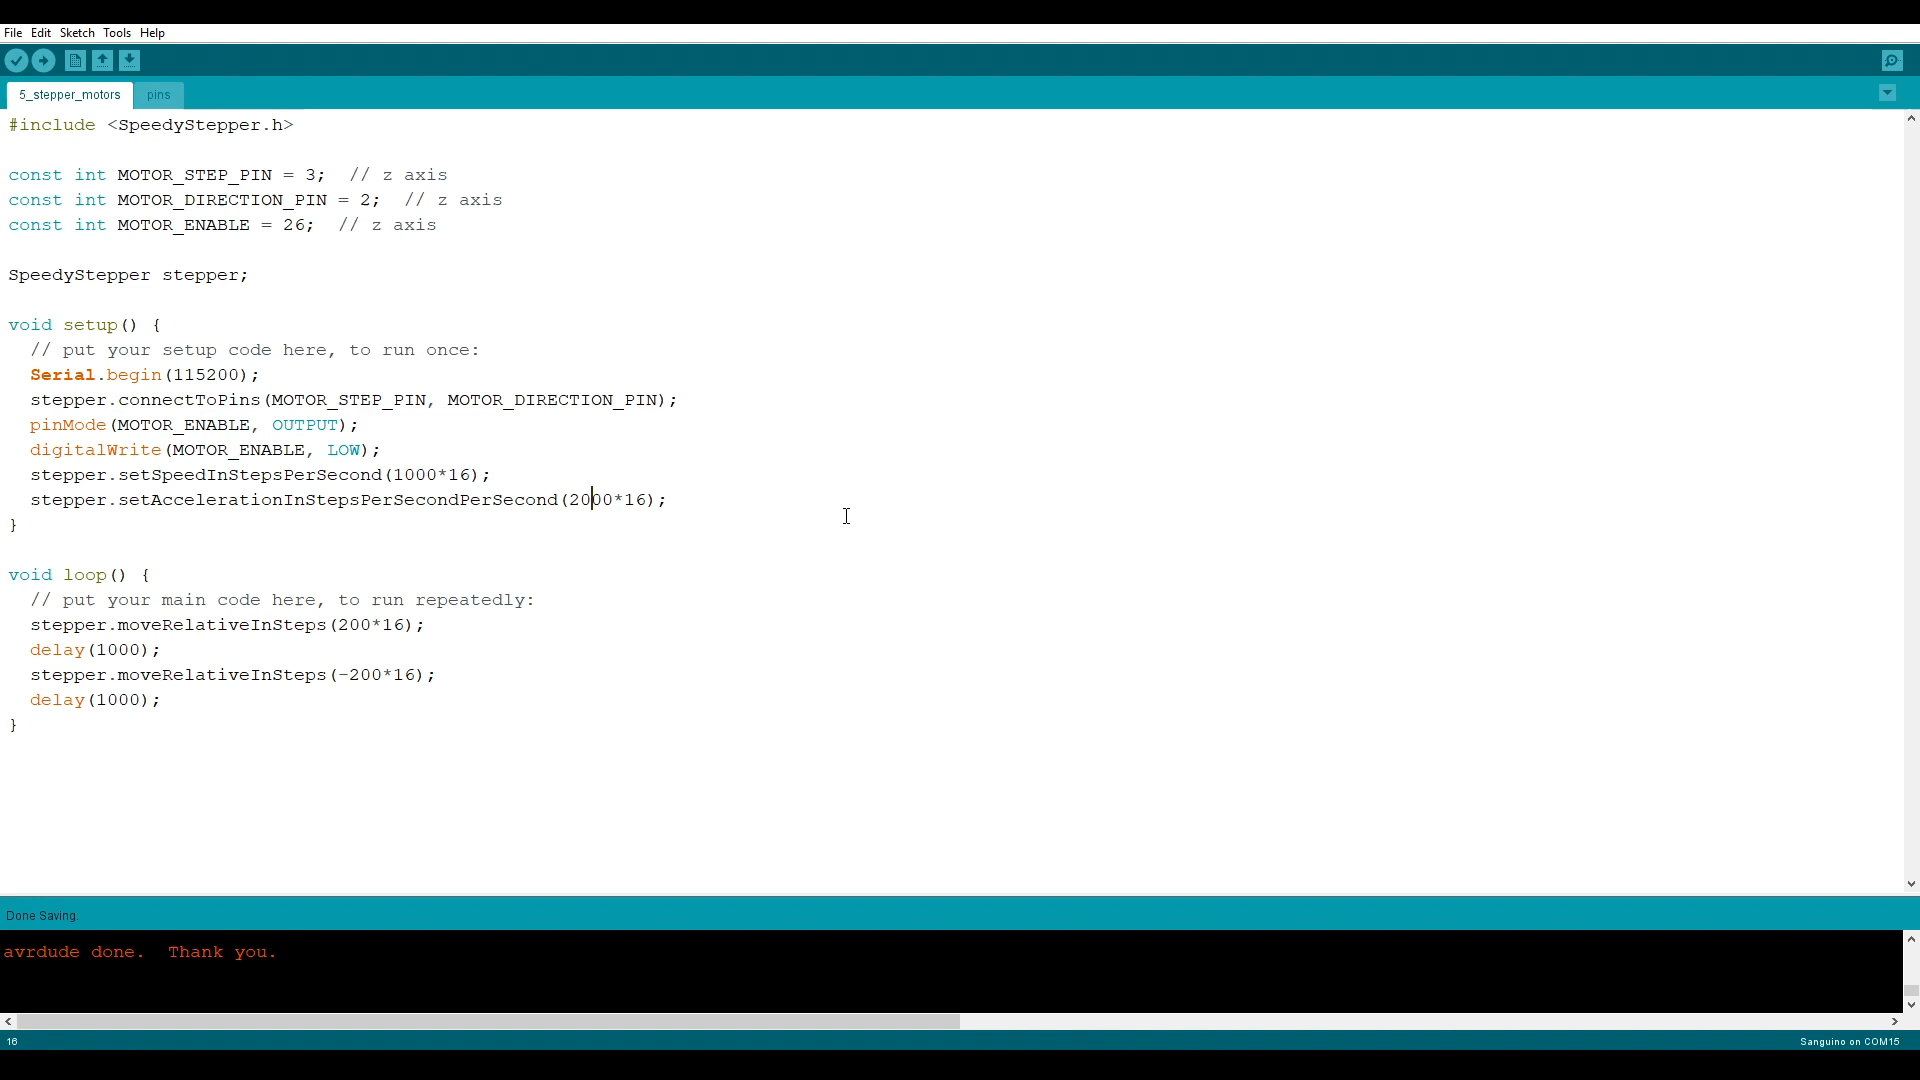 File Edit Sketch Tools Help
5_stepper_motors pins
#include <SpeedyStepper.h>
const int MOTOR_STEP_PIN = 3;  // z axis
const int MOTOR_DIRECTION_PIN = 2;  // z axis
const int MOTOR_ENABLE = 26;  // z axis
SpeedyStepper stepper;
void setup() {
  // put your setup code here, to run once:
  Serial.begin(115200);
  stepper.connectToPins(MOTOR_STEP_PIN, MOTOR_DIRECTION_PIN);
  pinMode(MOTOR_ENABLE, OUTPUT);
  digitalWrite(MOTOR_ENABLE, LOW);
  stepper.setSpeedInStepsPerSecond(1000*16);
  stepper.setAccelerationInStepsPerSecondPerSecond(2000*16);
}
void loop() {
  // put your main code here, to run repeatedly:
  stepper.moveRelativeInSteps(200*16);
  delay(1000);
  stepper.moveRelativeInSteps(-200*16);
  delay(1000);
}
Done Saving.
avrdude done.  Thank you.
16
Sanguino on COM15